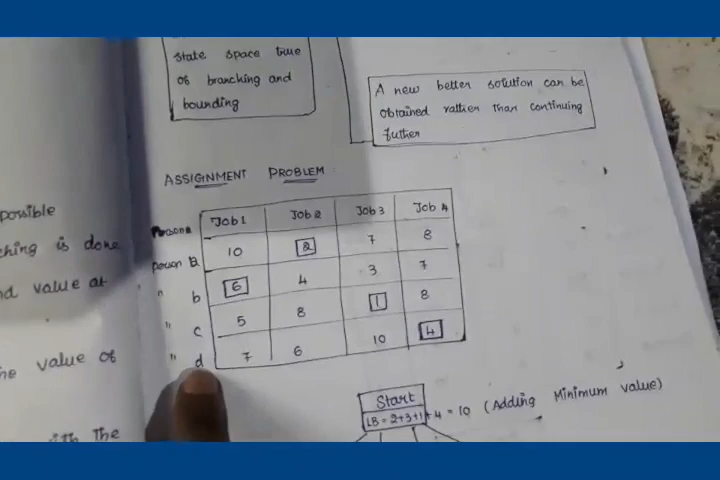 state space true
of branching and
bounding
A new better solution can be
obtained rather than continuing
futher
ASSIGNMENT PROBLEM
possible
ching is done
nd value at
he value of
with the
Job 1 Job 2 Job 3 Job 4
person a 10 2 7 8
" b 6 4 3 7
" c 5 8 1 8
" d 7 6 10 4
Start
LB = 2+3+1+4 = 10 (Adding Minimum value)